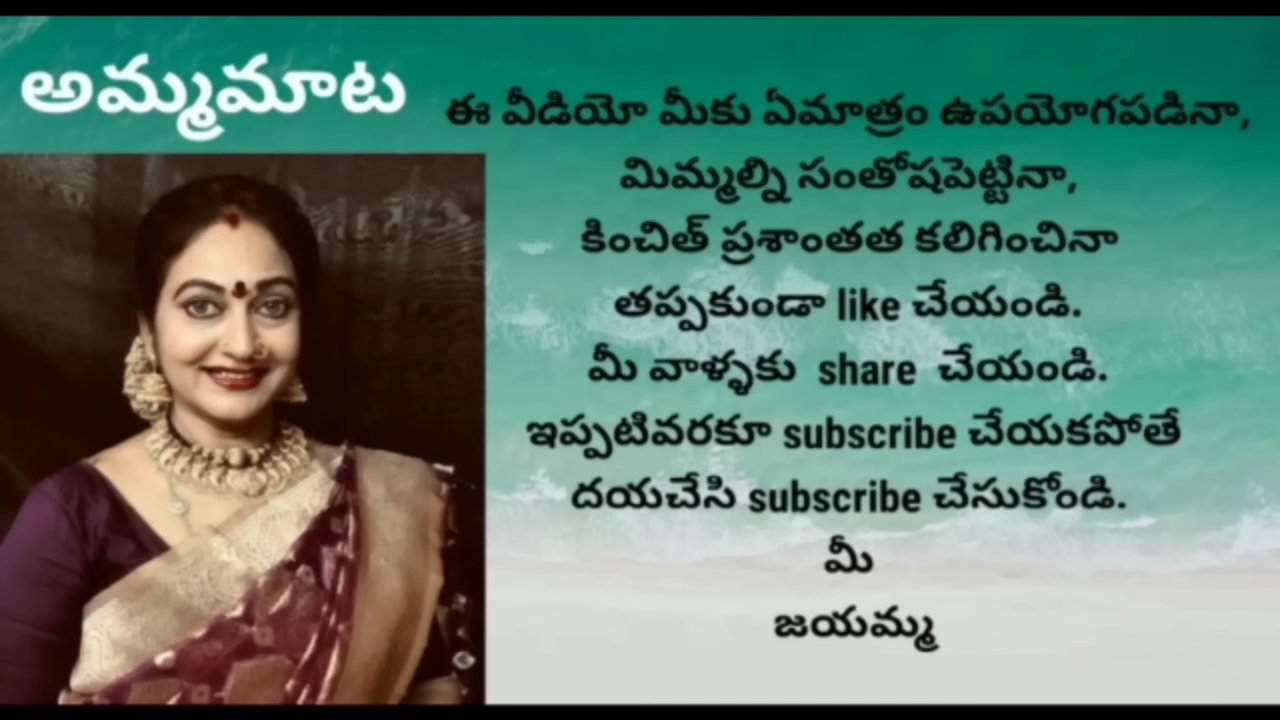 అమ్మమాట
ఈ వీడియో మీకు ఏమాత్రం ఉపయోగపడినా,
మిమ్మల్ని సంతోషపెట్టినా,
కించిత్ ప్రశాంతత కలిగించినా
తప్పకుండా like చేయండి.
మీ వాళ్ళకు share చేయండి.
ఇప్పటివరకూ subscribe చేయకపోతే
దయచేసి subscribe చేసుకోండి.
మీ
జయమ్మ